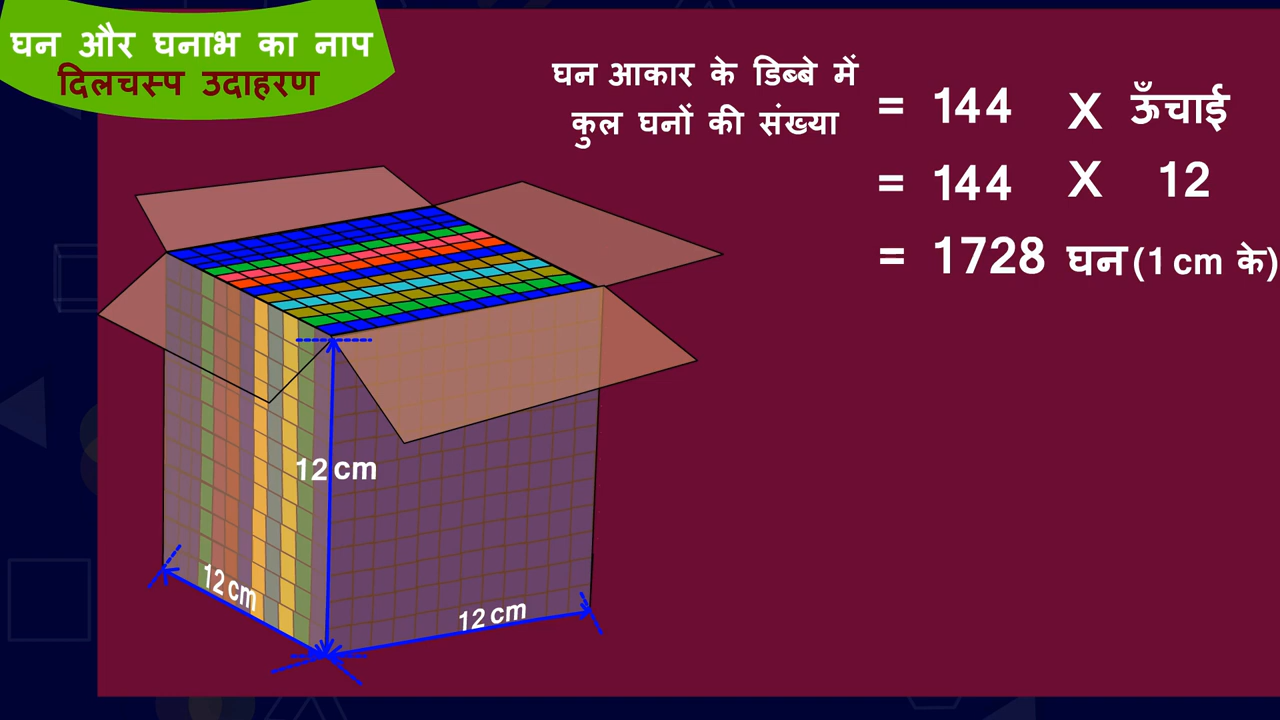 घन और घनाभ का नाप
दिलचस्प उदाहरण
घन आकार के डिब्बे में
कुल घनों की संख्या
= 144 X ऊँचाई
= 144 X 12
= 1728 घन (1 cm के)
12 cm
12 cm
12 cm